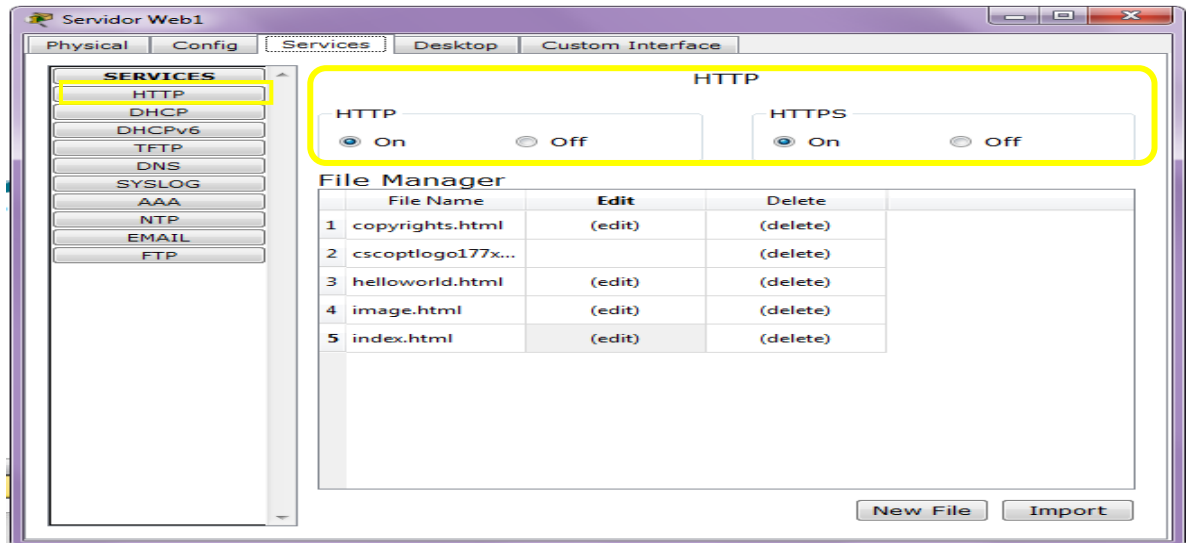 Servidor Web1
Physical Config Services Desktop Custom Interface
SERVICES
HTTP
DHCP
DHCPv6
TFTP
DNS
SYSLOG
AAA
NTP
EMAIL
FTP
HTTP
HTTP HTTPS
On Off On Off
File Manager
File Name Edit Delete
1 copyrights.html (edit) (delete)
2 cscoptlogo177x... (delete)
3 helloworld.html (edit) (delete)
4 image.html (edit) (delete)
5 index.html (edit) (delete)
New File Import